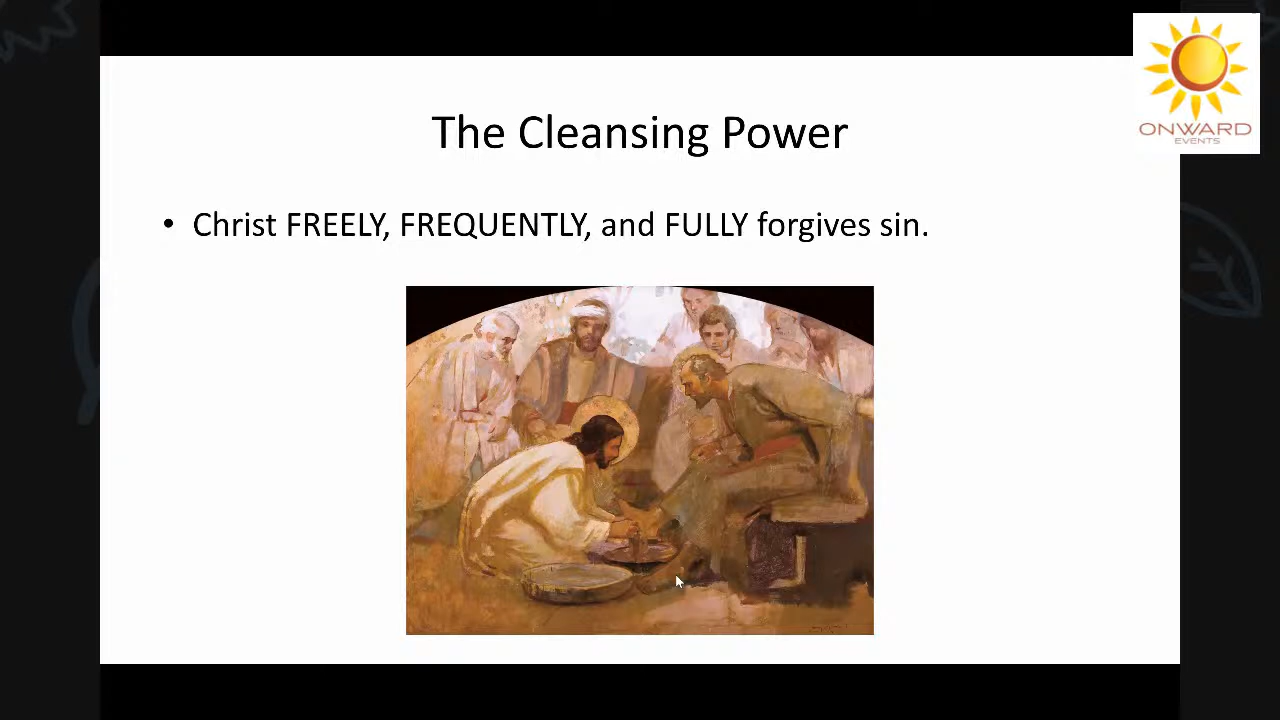 ONWARD
EVENTS
The Cleansing Power
• Christ FREELY, FREQUENTLY, and FULLY forgives sin.